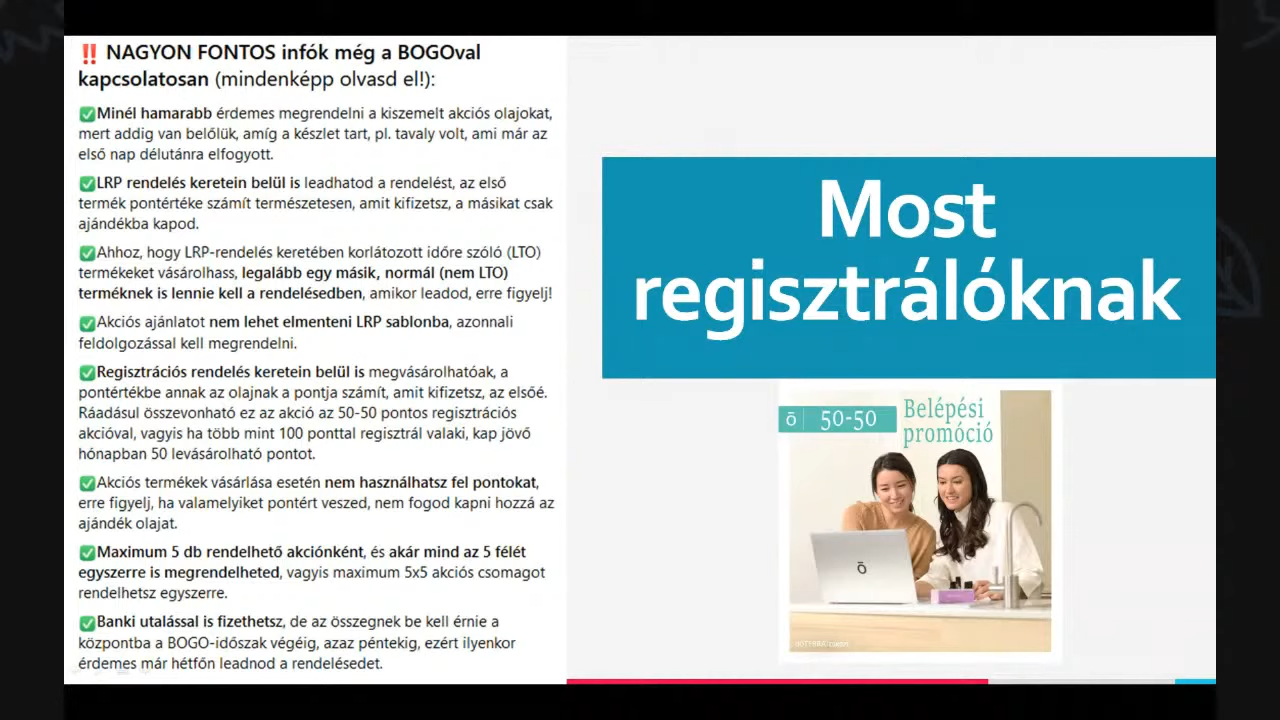 ‼ NAGYON FONTOS infók még a BOGOval
kapcsolatosan (mindenképp olvasd el!):
✅Minél hamarabb érdemes megrendelni a kiszemelt akciós olajokat,
mert addig van belőlük, amíg a készlet tart, pl. tavaly volt, ami már az
első nap délutánra elfogyott.
✅LRP rendelés keretein belül is leadhatod a rendelést, az első
termék pontértéke számít természetesen, amit kifizetsz, a másikat csak
ajándékba kapod.
✅Ahhoz, hogy LRP-rendelés keretében korlátozott időre szóló (LTO)
termékeket vásárolhass, legalább egy másik, normál (nem LTO)
terméknek is lennie kell a rendelésedben, amikor leadod, erre figyelj!
✅Akciós ajánlatot nem lehet elmenteni LRP sablonba, azonnali
feldolgozással kell megrendelni.
✅Regisztrációs rendelés keretein belül is megvásárolhatóak, a
pontértékbe annak az olajnak a pontja számít, amit kifizetsz, az elsőé.
Ráadásul összevonható ez az akció az 50-50 pontos regisztrációs
akcióval, vagyis ha több mint 100 ponttal regisztrál valaki, kap jövő
hónapban 50 levásárolható pontot.
✅Akciós termékek vásárlása esetén nem használhatsz fel pontokat,
erre figyelj, ha valamelyiket pontért veszed, nem fogod kapni hozzá az
ajándék olajat.
✅Maximum 5 db rendelhető akciónként, és akár mind az 5 félét
egyszerre is megrendelheted, vagyis maximum 5x5 akciós csomagot
rendelhetsz egyszerre.
✅Banki utalással is fizethetsz, de az összegnek be kell érnie a
központba a BOGO-időszak végéig, azaz péntekig, ezért ilyenkor
érdemes már hétfőn leadnod a rendelésedet.
Most
regisztrálóknak
ō 50-50
Belépési
promóció
ō